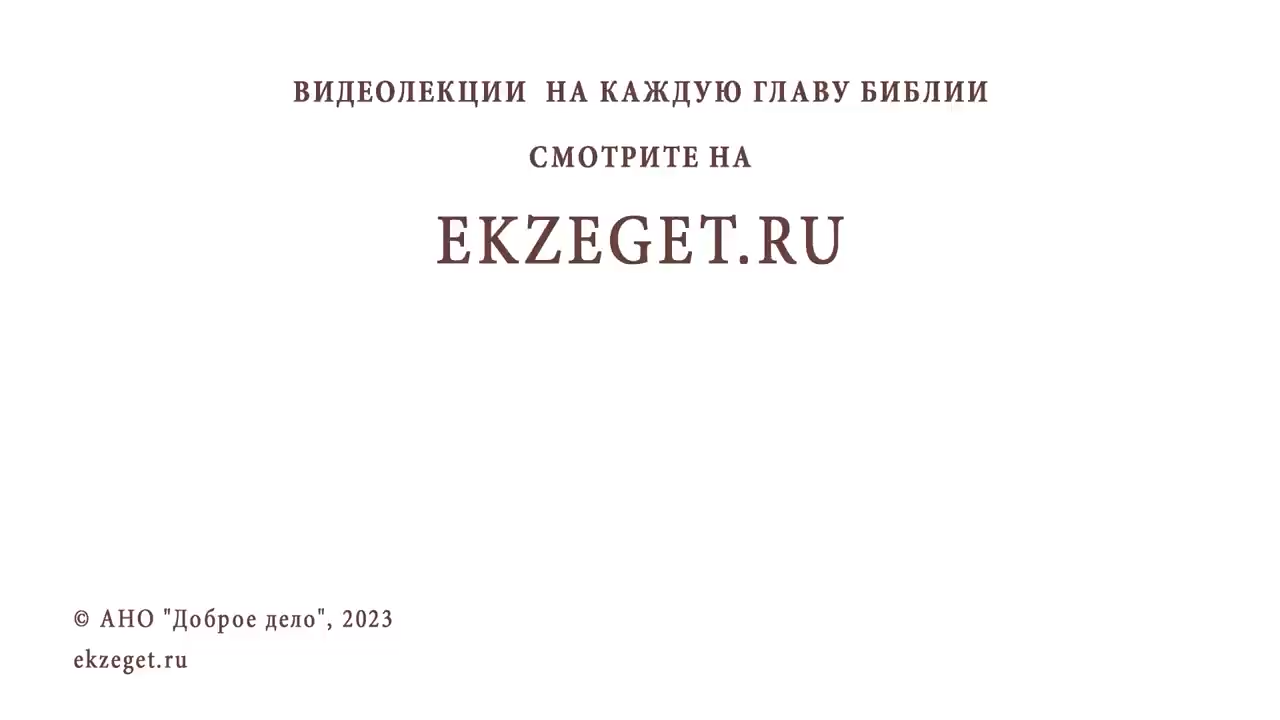 ВИДЕОЛЕКЦИИ НА КАЖДУЮ ГЛАВУ БИБЛИИ
СМОТРИТЕ НА
EKZEGET.RU
© АНО "Доброе дело", 2023
ekzeget.ru